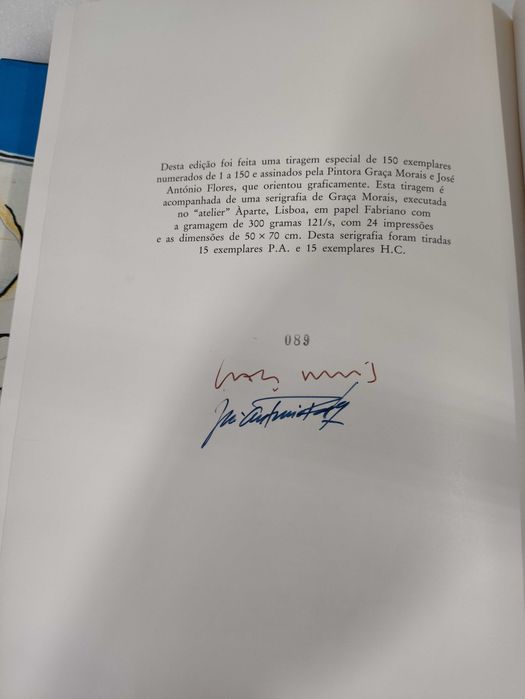 Desta edição foi feita uma tiragem especial de 150 exemplares
numerados de 1 a 150 e assinados pela Pintora Graça Morais e José
António Flores, que orientou graficamente. Esta tiragem é
acompanhada de uma serigrafia de Graça Morais, executada
no “atelier” Àparte, Lisboa, em papel Fabriano com
a gramagem de 300 gramas 121/s, com 24 impressões
e as dimensões de 50 × 70 cm. Desta serigrafia foram tiradas
15 exemplares P.A. e 15 exemplares H.C.
089